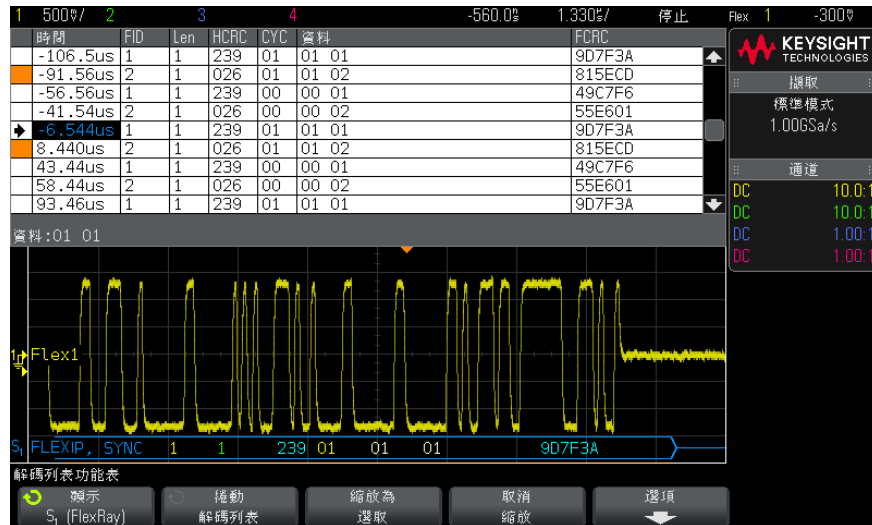 1 500♈/ 2 3 4 -560.0␥ 1.330␥/ 停止 Flex 1 -300♈
時間 FID Len HCRC CYC 資料 FCRC
-106.5us 1 1 239 01 01 01 9D7F3A
-91.56us 2 1 026 01 01 02 815ECD
-56.56us 1 1 239 00 00 01 49C7F6
-41.54us 2 1 026 00 00 02 55E601
-6.544us 1 1 239 01 01 01 9D7F3A
8.440us 2 1 026 01 01 02 815ECD
43.44us 1 1 239 00 00 01 49C7F6
58.44us 2 1 026 00 00 02 55E601
93.46us 1 1 239 01 01 01 9D7F3A
資料:01 01
KEYSIGHT
TECHNOLOGIES
擷取
標準模式
1.00GSa/s
通道
DC 10.0:1
DC 10.0:1
DC 1.00:1
DC 1.00:1
Flex1
S1 FLEXIP, SYNC 1 1 239 01 01 01 9D7F3A
解碼列表功能表
顯示
S1 (FlexRay)
捲動
解碼列表
縮放為
選取
取消
縮放
選項